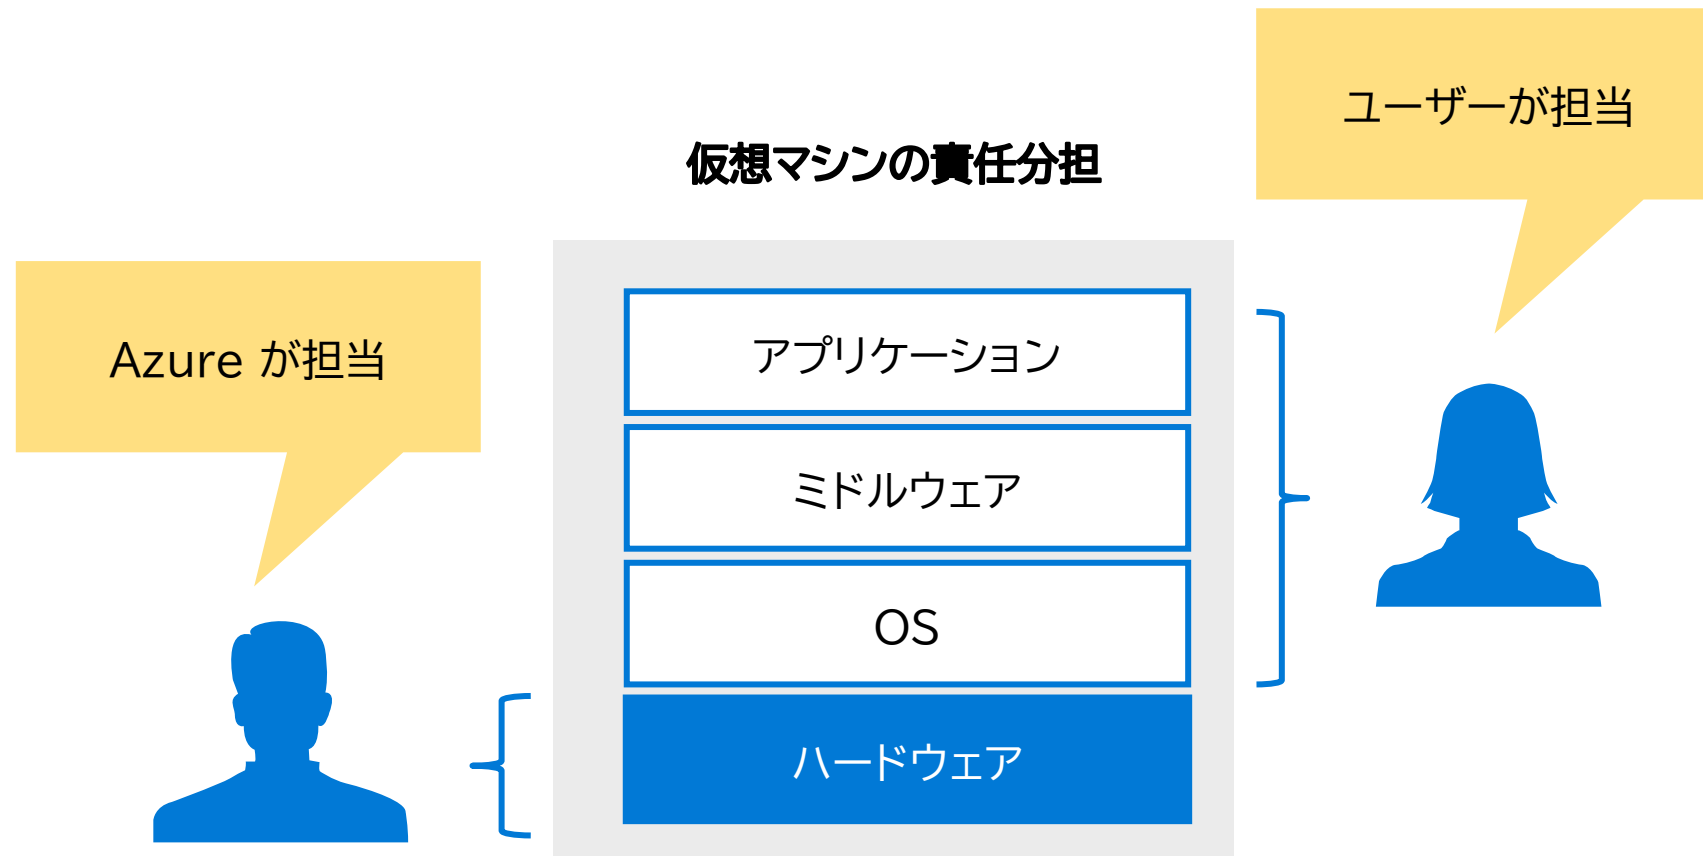 ユーザーが担当
仮想マシンの責任分担
Azure が担当
アプリケーション
ミドルウェア
OS
ハードウェア